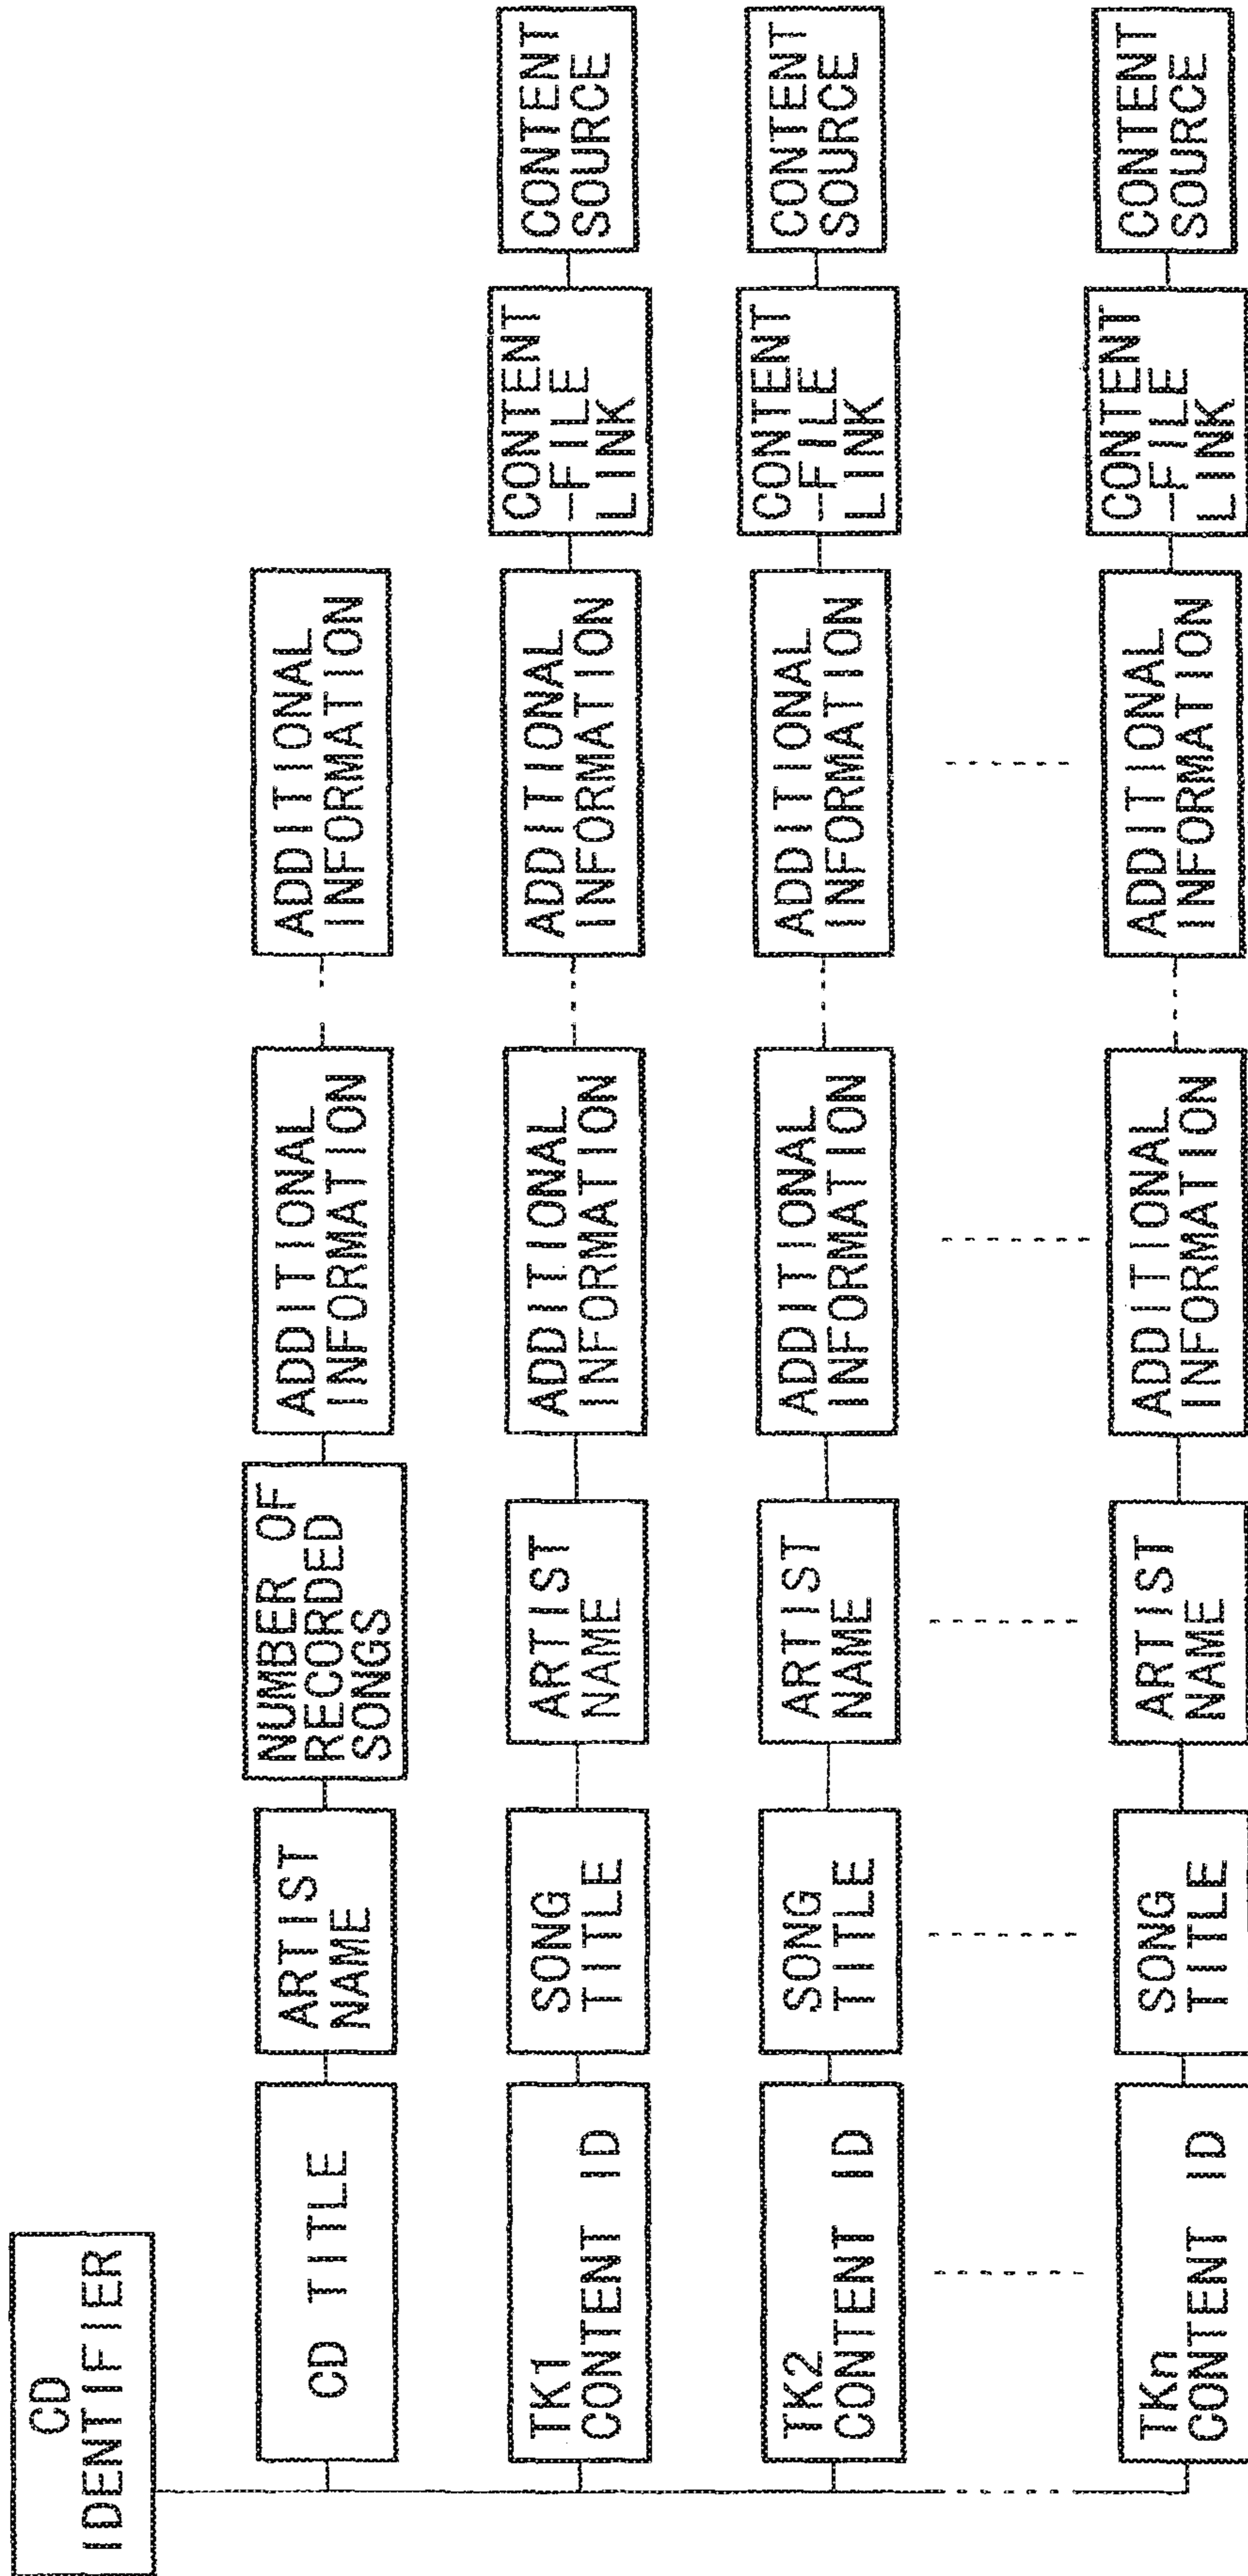 CD
IDENTIFIER
CD TITLE
ARTIST
NAME
NUMBER OF
RECORDED
SONGS
ADDITIONAL
INFORMATION
ADDITIONAL
INFORMATION
TK1
CONTENT ID
SONG
TITLE
ARTIST
NAME
ADDITIONAL
INFORMATION
ADDITIONAL
INFORMATION
CONTENT
-FILE
LINK
CONTENT
SOURCE
TK2
CONTENT ID
SONG
TITLE
ARTIST
NAME
ADDITIONAL
INFORMATION
ADDITIONAL
INFORMATION
CONTENT
-FILE
LINK
CONTENT
SOURCE
TKn
CONTENT ID
SONG
TITLE
ARTIST
NAME
ADDITIONAL
INFORMATION
ADDITIONAL
INFORMATION
CONTENT
-FILE
LINK
CONTENT
SOURCE